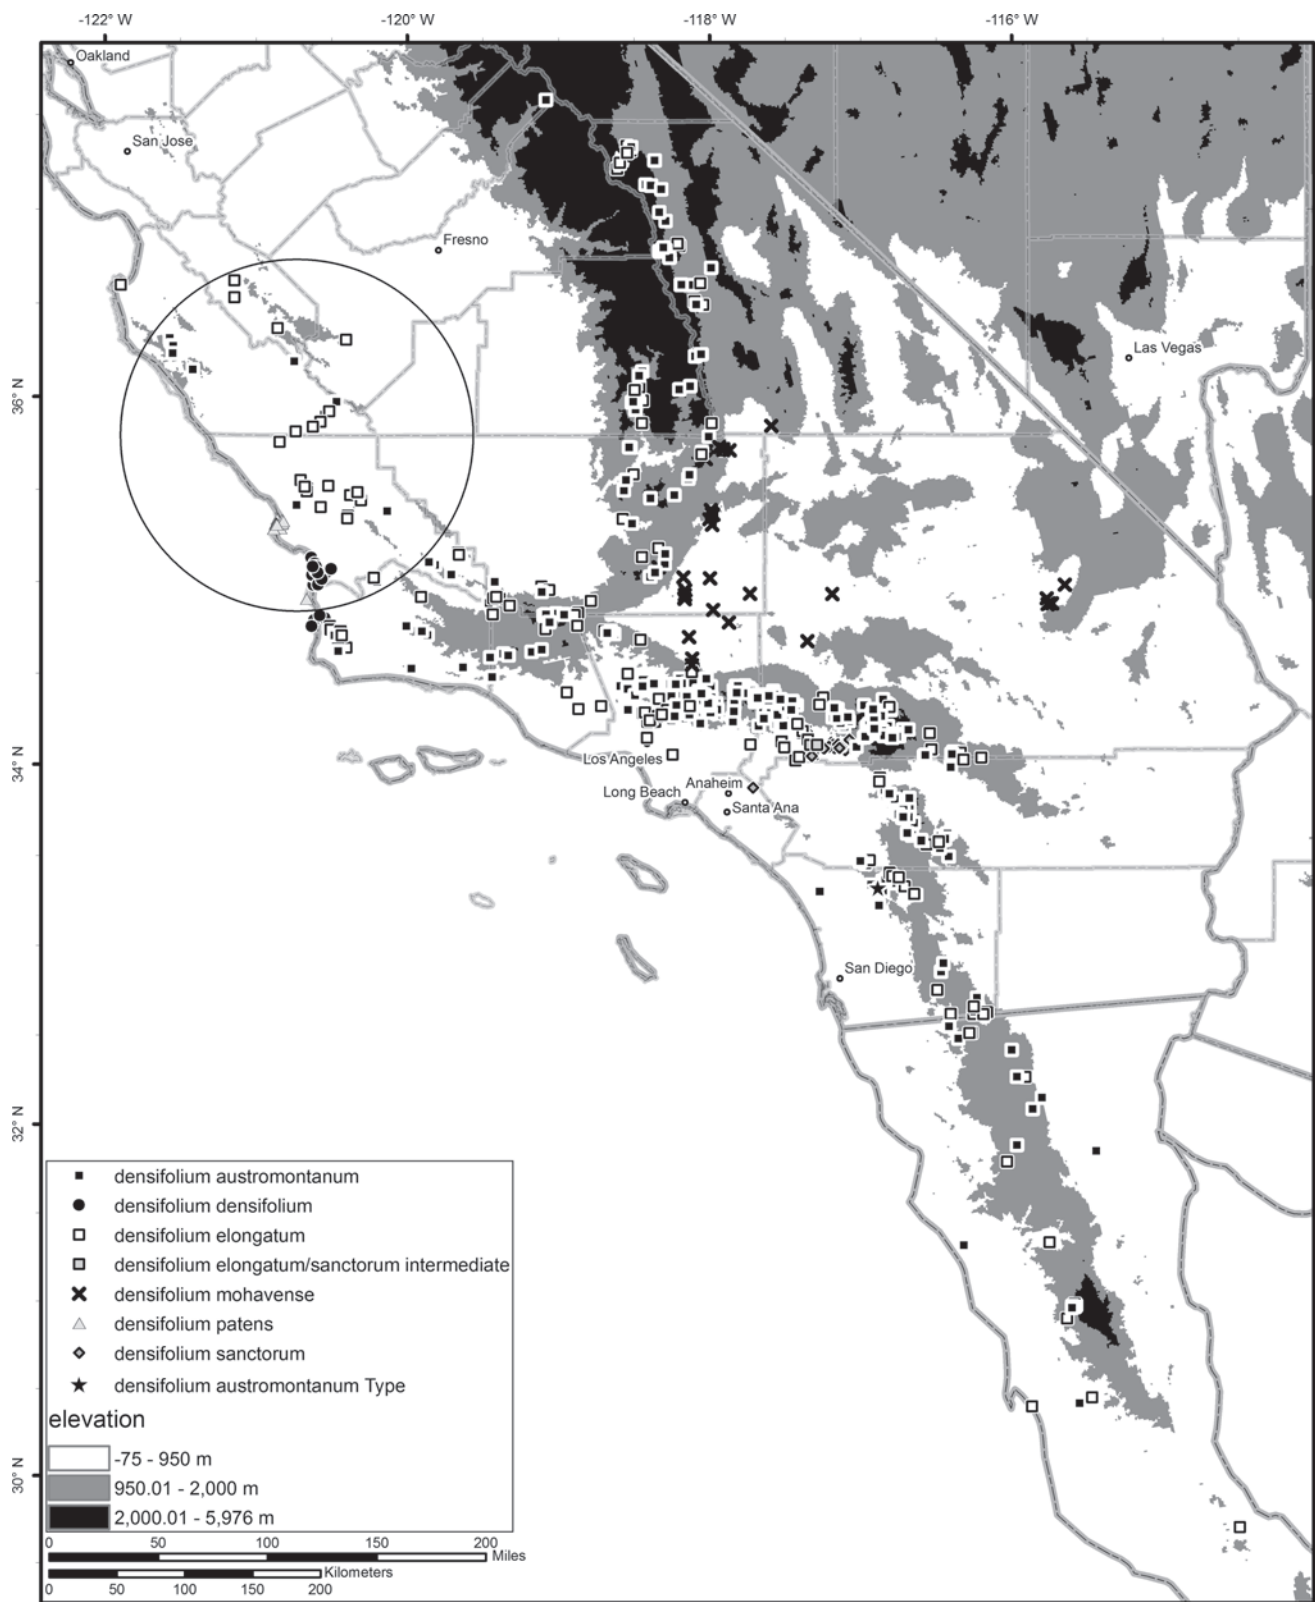 -122° W
-120° W
-118° W
-116° W
Oakland
San Jose
Fresno
Las Vegas
36° N
34° N
Los Angeles
Long Beach
Anaheim
Santa Ana
San Diego
32° N
30° N
densifolium austromontanum
densifolium densifolium
densifolium elongatum
densifolium elongatum/sanctorum intermediate
densifolium mohavense
densifolium patens
densifolium sanctorum
densifolium austromontanum Type
elevation
-75 - 950 m
950.01 - 2,000 m
2,000.01 - 5,976 m
0 50 100 150 200
Miles
Kilometers
0 50 100 150 200